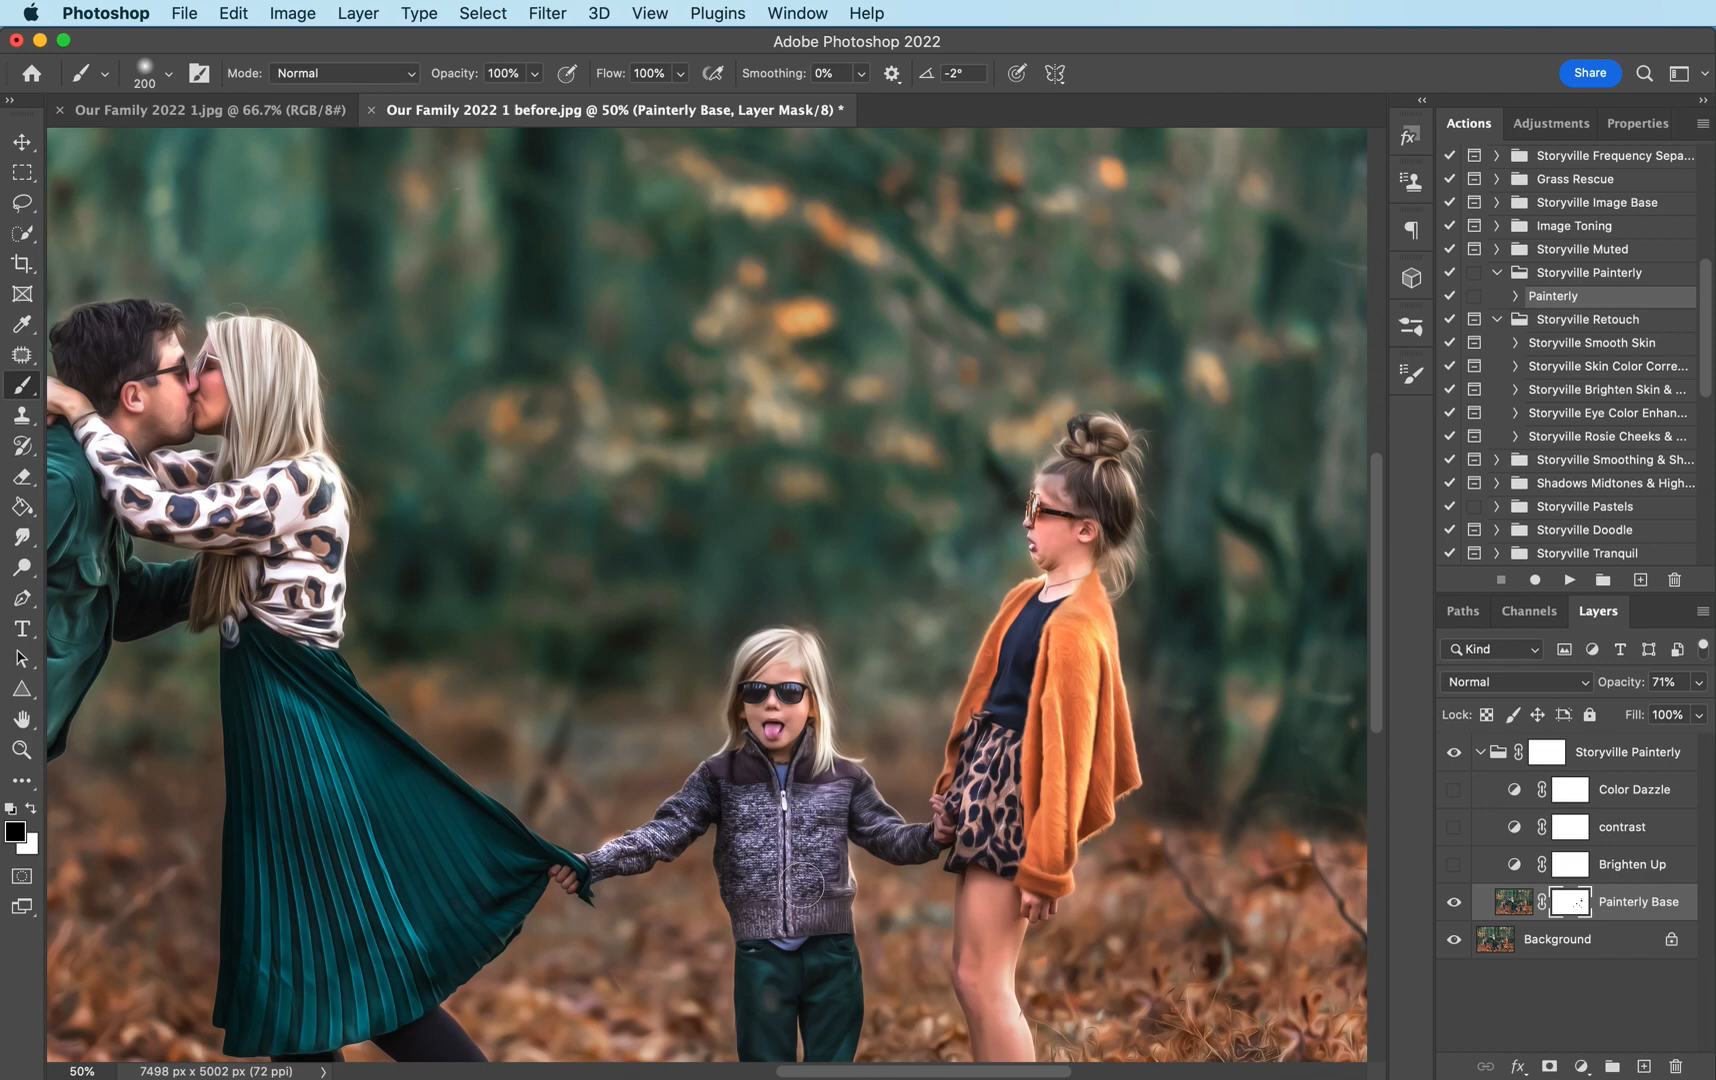 Photoshop File Edit Image Layer Type Select Filter 3D View Plugins Window Help
Adobe Photoshop 2022
200 Mode: Normal Opacity: 100% Flow: 100% Smoothing: 0% -2° Share
Our Family 2022 1.jpg @ 66.7% (RGB/8#) Our Family 2022 1 before.jpg @ 50% (Painterly Base, Layer Mask/8) *
Actions Adjustments Properties
Storyville Frequency Sepa...
Grass Rescue
Storyville Image Base
Image Toning
Storyville Muted
Storyville Painterly
Painterly
Storyville Retouch
Storyville Smooth Skin
Storyville Skin Color Corre...
Storyville Brighten Skin & ...
Storyville Eye Color Enhan...
Storyville Rosie Cheeks & ...
Storyville Smoothing & Sh...
Shadows Midtones & High...
Storyville Pastels
Storyville Doodle
Storyville Tranquil
Paths Channels Layers
Kind
Normal Opacity: 71%
Lock: Fill: 100%
Storyville Painterly
Color Dazzle
contrast
Brighten Up
Painterly Base
Background
50% 7498 px x 5002 px (72 ppi)